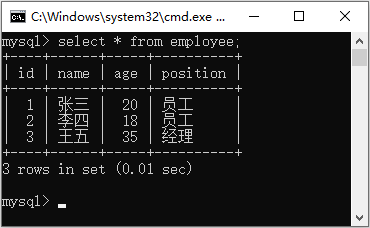 C:\Windows\system32\cmd.exe ...
mysql> select * from employee;
+----+------+-----+----------+
| id | name | age | position |
+----+------+-----+----------+
| 1 | 张三 | 20 | 员工
| 2 | 李四 | 18 | 员工
| 3 | 王五 | 35 | 经理
+----+------+-----+----------+
3 rows in set (0.01 sec)
mysql>